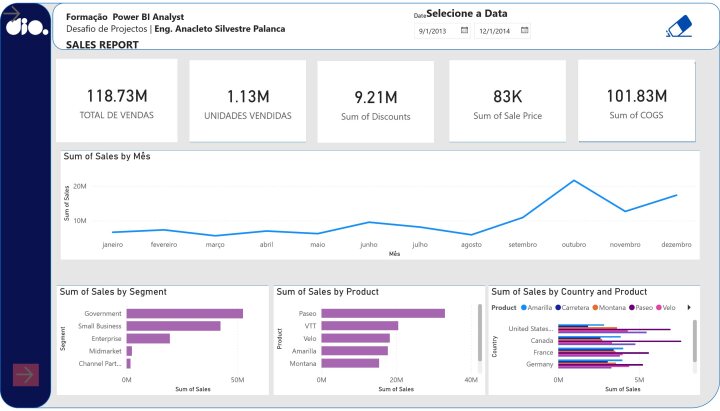 dio.
Formação Power BI Analyst
Desafio de Projectos | Eng. Anacleto Silvestre Palanca
SALES REPORT
Date
Selecione a Data
9/1/2013
12/1/2014
118.73M
TOTAL DE VENDAS
1.13M
UNIDADES VENDIDAS
9.21M
Sum of Discounts
83K
Sum of Sale Price
101.83M
Sum of COGS
Sum of Sales by Mês
Sum of Sales
20M
10M
janeiro fevereiro março abril maio junho julho agosto setembro outubro novembro dezembro
Mês
Sum of Sales by Segment
Segment
Government
Small Business
Enterprise
Midmarket
Channel Part...
0M 50M
Sum of Sales
Sum of Sales by Product
Product
Paseo
VTT
Velo
Amarilla
Montana
0M 20M 40M
Sum of Sales
Sum of Sales by Country and Product
Product Amarilla Carretera Montana Paseo Velo
Country
United States...
Canada
France
Germany
0M 5M
Sum of Sales